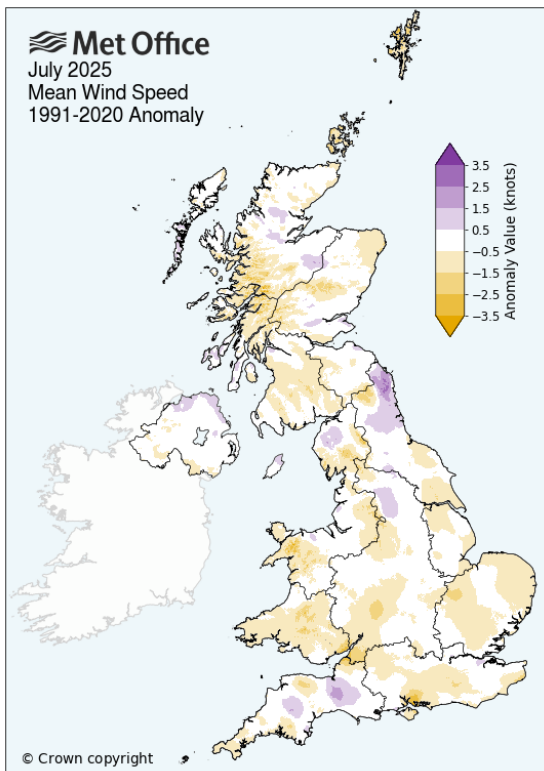 Met Office
July 2025
Mean Wind Speed
1991-2020 Anomaly
3.5
2.5
1.5
0.5
−0.5
−1.5
−2.5
−3.5
Anomaly Value (knots)
© Crown copyright